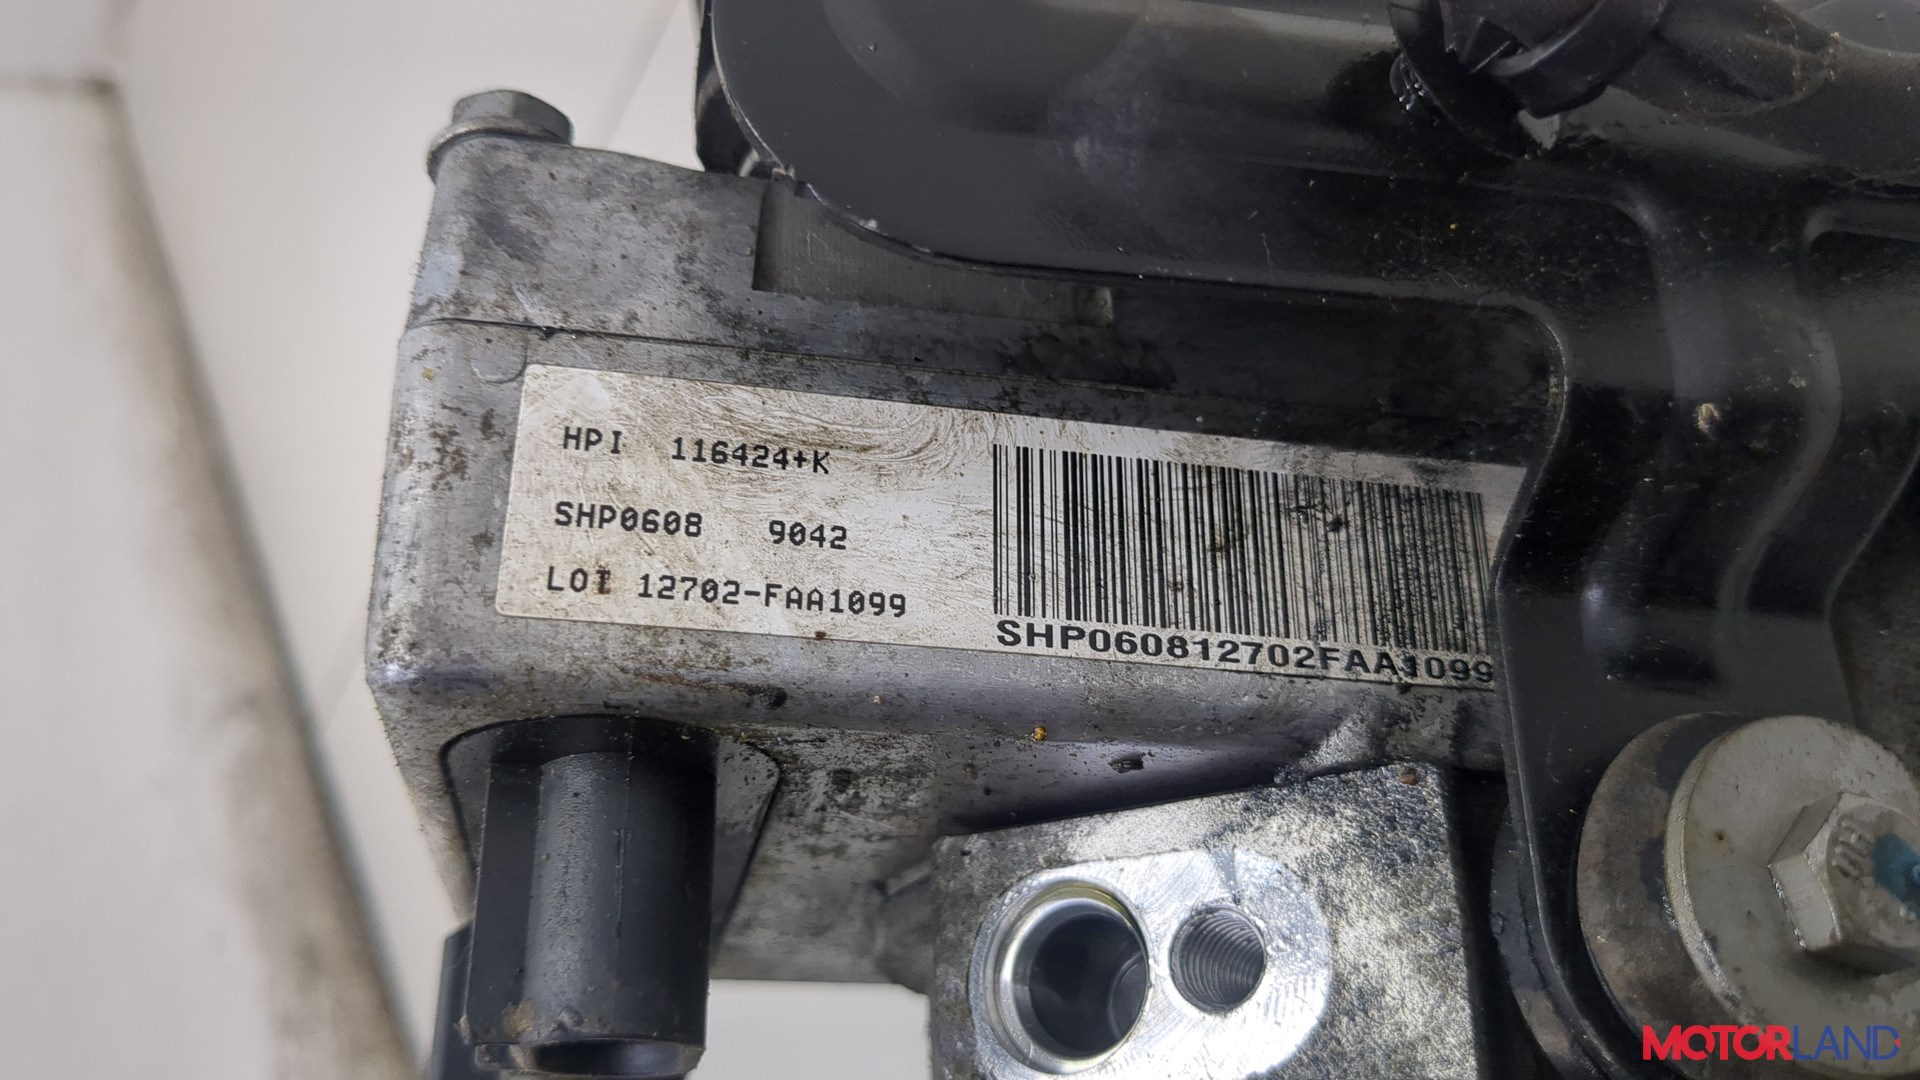 HPI 116424+K
SHP0608 9042
LOT 12702-FAA1099
SHP060812702FAA1099
MOTORLAND